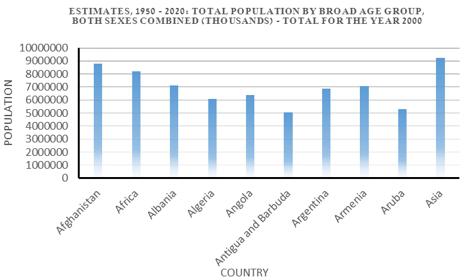 ESTIMATES, 1950 - 2020: TOTAL POPULATION BY BROAD AGE GROUP,
BOTH SEXES COMBINED (THOUSANDS) - TOTAL FOR THE YEAR 2000
POPULATION
10000000
9000000
8000000
7000000
6000000
5000000
4000000
3000000
2000000
1000000
0
Afghanistan
Africa
Albania
Algeria
Angola
Antigua and Barbuda
Argentina
Armenia
Aruba
Asia
COUNTRY